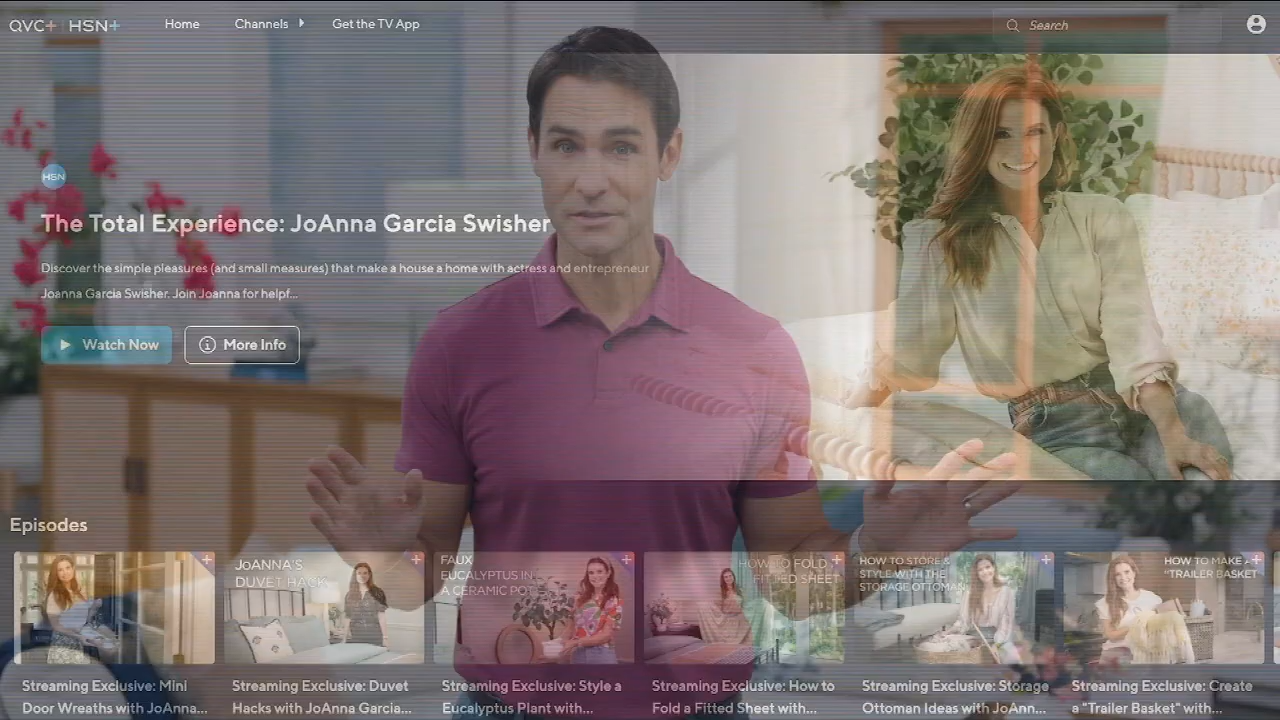 QVC+ | HSN+
Home
Channels
Get the TV App
Search
HSN
The Total Experience: JoAnna Garcia Swisher
Discover the simple pleasures (and small measures) that make a house a home with actress and entrepreneur
Joanna Garcia Swisher. Join Joanna for helpf...
Watch Now
More Info
Episodes
JoANNA'S
DUVET HACK
FAUX
EUCALYPTUS IN
A CERAMIC POT
HOW TO FOLD A
FITTED SHEET
HOW TO STORE &
STYLE WITH THE
STORAGE OTTOMAN
HOW TO MAKE A
"TRAILER BASKET"
Streaming Exclusive: Mini
Door Wreaths with JoAnna...
Streaming Exclusive: Duvet
Hacks with JoAnna Garcia...
Streaming Exclusive: Style a
Eucalyptus Plant with...
Streaming Exclusive: How to
Fold a Fitted Sheet with...
Streaming Exclusive: Storage
Ottoman Ideas with JoAnn...
Streaming Exclusive: Create
a "Trailer Basket" with...